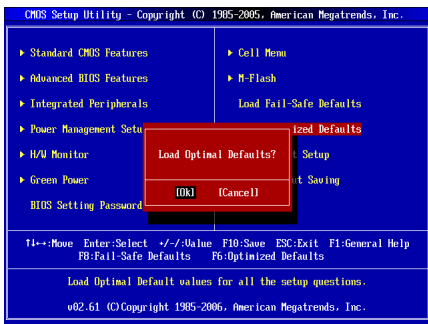 CMOS Setup Utility - Copyright (C) 1985-2005, American Megatrends, Inc.
Standard CMOS Features
Cell Menu
Advanced BIOS Features
M-Flash
Integrated Peripherals
Load Fail-Safe Defaults
Power Management Setu
ized Defaults
H/W Monitor
Load Optimal Defaults?
t Setup
Green Power
ut Saving
[Ok] [Cancel]
BIOS Setting Password
↑↓↔:Move Enter:Select +/-/:Value F10:Save ESC:Exit F1:General Help
F8:Fail-Safe Defaults F6:Optimized Defaults
Load Optimal Default values for all the setup questions.
v02.61 (C)Copyright 1985-2006, American Megatrends, Inc.